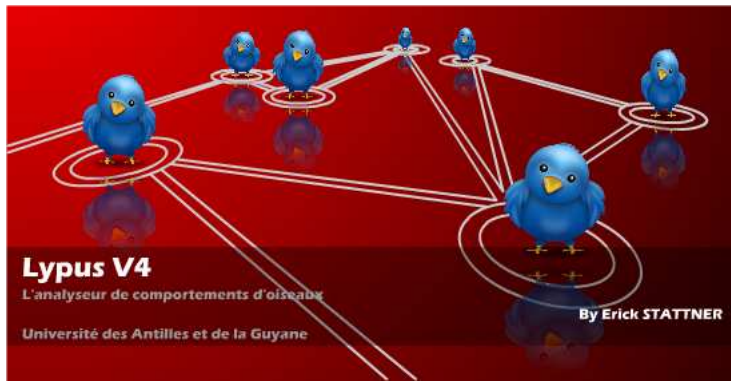 Lypus V4
L'analyseur de comportements d'oiseaux
By Erick STATTNER
Université des Antilles et de la Guyane